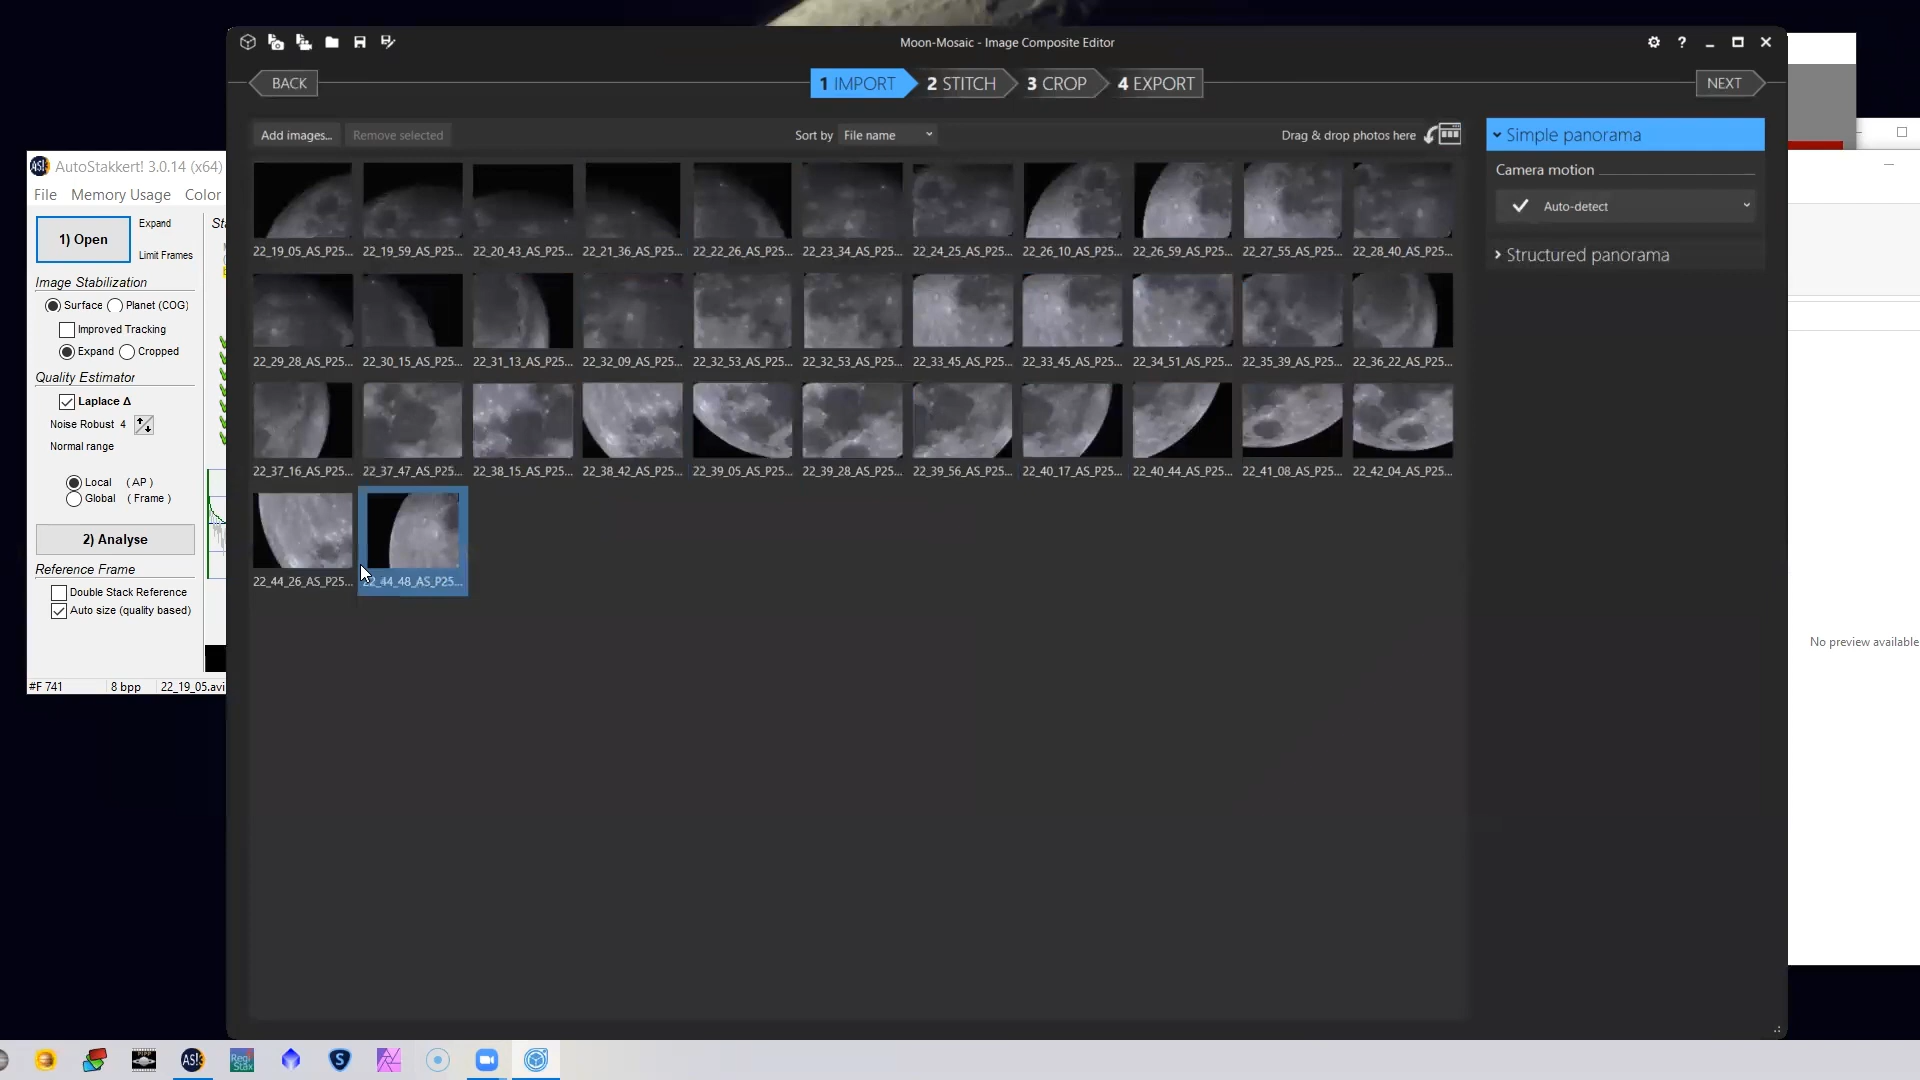 Moon-Mosaic - Image Composite Editor
BACK
1 IMPORT
2 STITCH
3 CROP
4 EXPORT
NEXT
Add images...
Remove selected
Sort by
File name
Drag & drop photos here
Simple panorama
Camera motion
Auto-detect
Structured panorama
22_19_05_AS_P25...
22_19_59_AS_P25...
22_20_43_AS_P25...
22_21_36_AS_P25...
22_22_26_AS_P25...
22_23_34_AS_P25...
22_24_25_AS_P25...
22_26_10_AS_P25...
22_26_59_AS_P25...
22_27_55_AS_P25...
22_28_40_AS_P25...
22_29_28_AS_P25...
22_30_15_AS_P25...
22_31_13_AS_P25...
22_32_09_AS_P25...
22_32_53_AS_P25...
22_32_53_AS_P25...
22_33_45_AS_P25...
22_33_45_AS_P25...
22_34_51_AS_P25...
22_35_39_AS_P25...
22_36_22_AS_P25...
22_37_16_AS_P25...
22_37_47_AS_P25...
22_38_15_AS_P25...
22_38_42_AS_P25...
22_39_05_AS_P25...
22_39_28_AS_P25...
22_39_56_AS_P25...
22_40_17_AS_P25...
22_40_44_AS_P25...
22_41_08_AS_P25...
22_42_04_AS_P25...
22_44_26_AS_P25...
22_44_48_AS_P25...
AS!
AutoStakkert! 3.0.14 (x64)
File
Memory Usage
Color
1) Open
Expand
Limit Frames
Image Stabilization
Surface
Planet (COG)
Improved Tracking
Expand
Cropped
Quality Estimator
Laplace Δ
Noise Robust 4
Normal range
Local (AP)
Global (Frame)
2) Analyse
Reference Frame
Double Stack Reference
Auto size (quality based)
#F 741
8 bpp
22_19_05.avi
No preview available
PIPP
AS!3
Regi
Stax
S